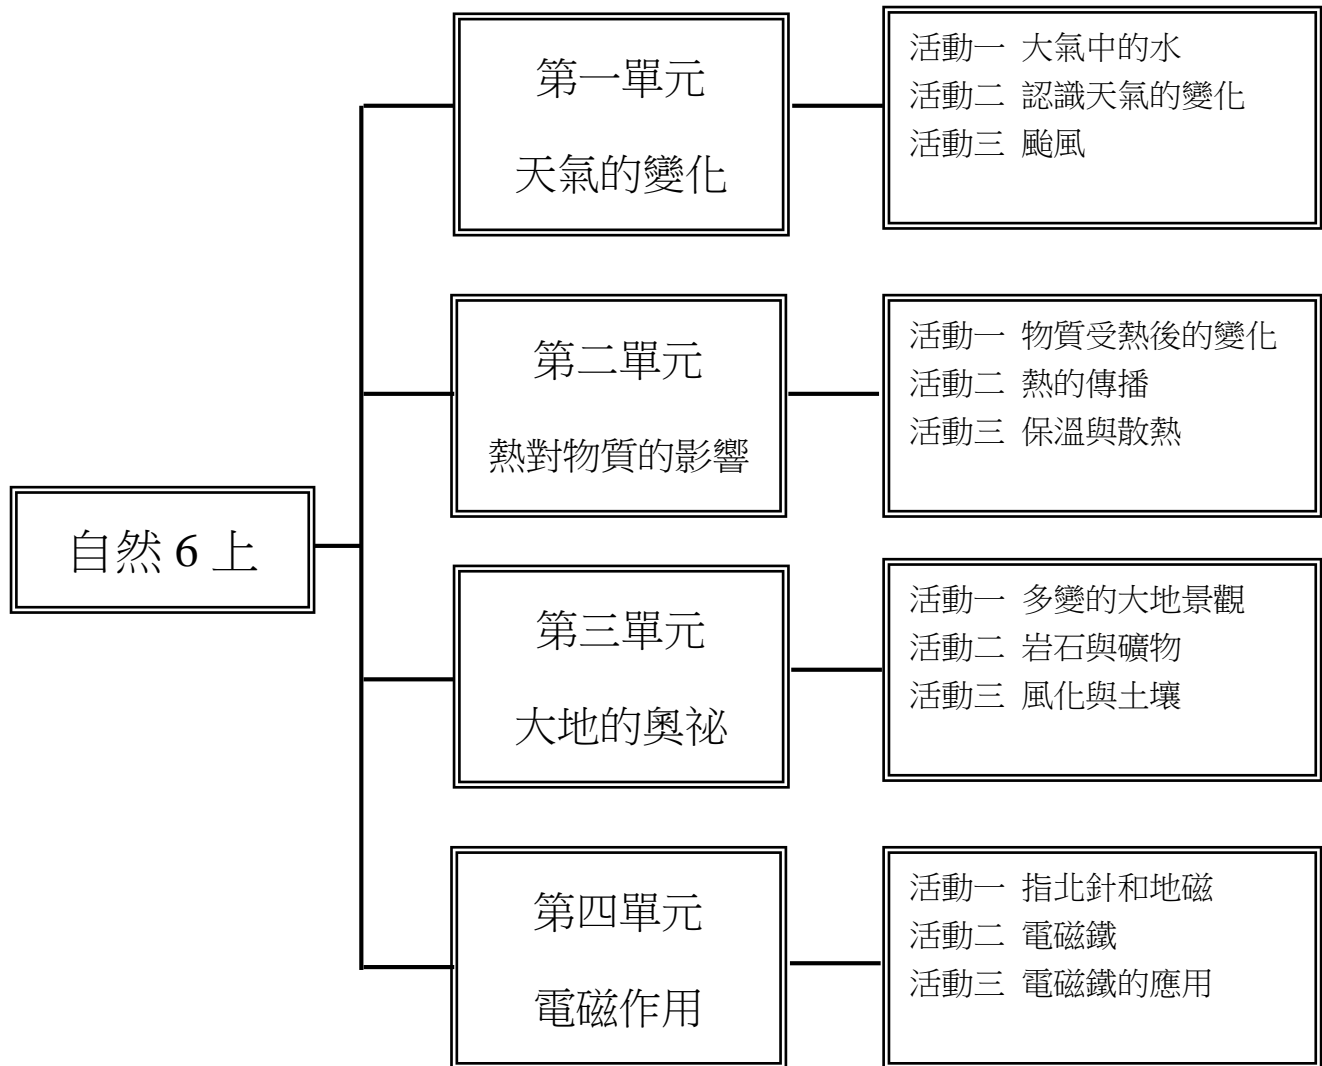 自然 6 上
第一單元
天氣的變化
活動一 大氣中的水
活動二 認識天氣的變化
活動三 颱風
第二單元
熱對物質的影響
活動一 物質受熱後的變化
活動二 熱的傳播
活動三 保溫與散熱
第三單元
大地的奧祕
活動一 多變的大地景觀
活動二 岩石與礦物
活動三 風化與土壤
第四單元
電磁作用
活動一 指北針和地磁
活動二 電磁鐵
活動三 電磁鐵的應用